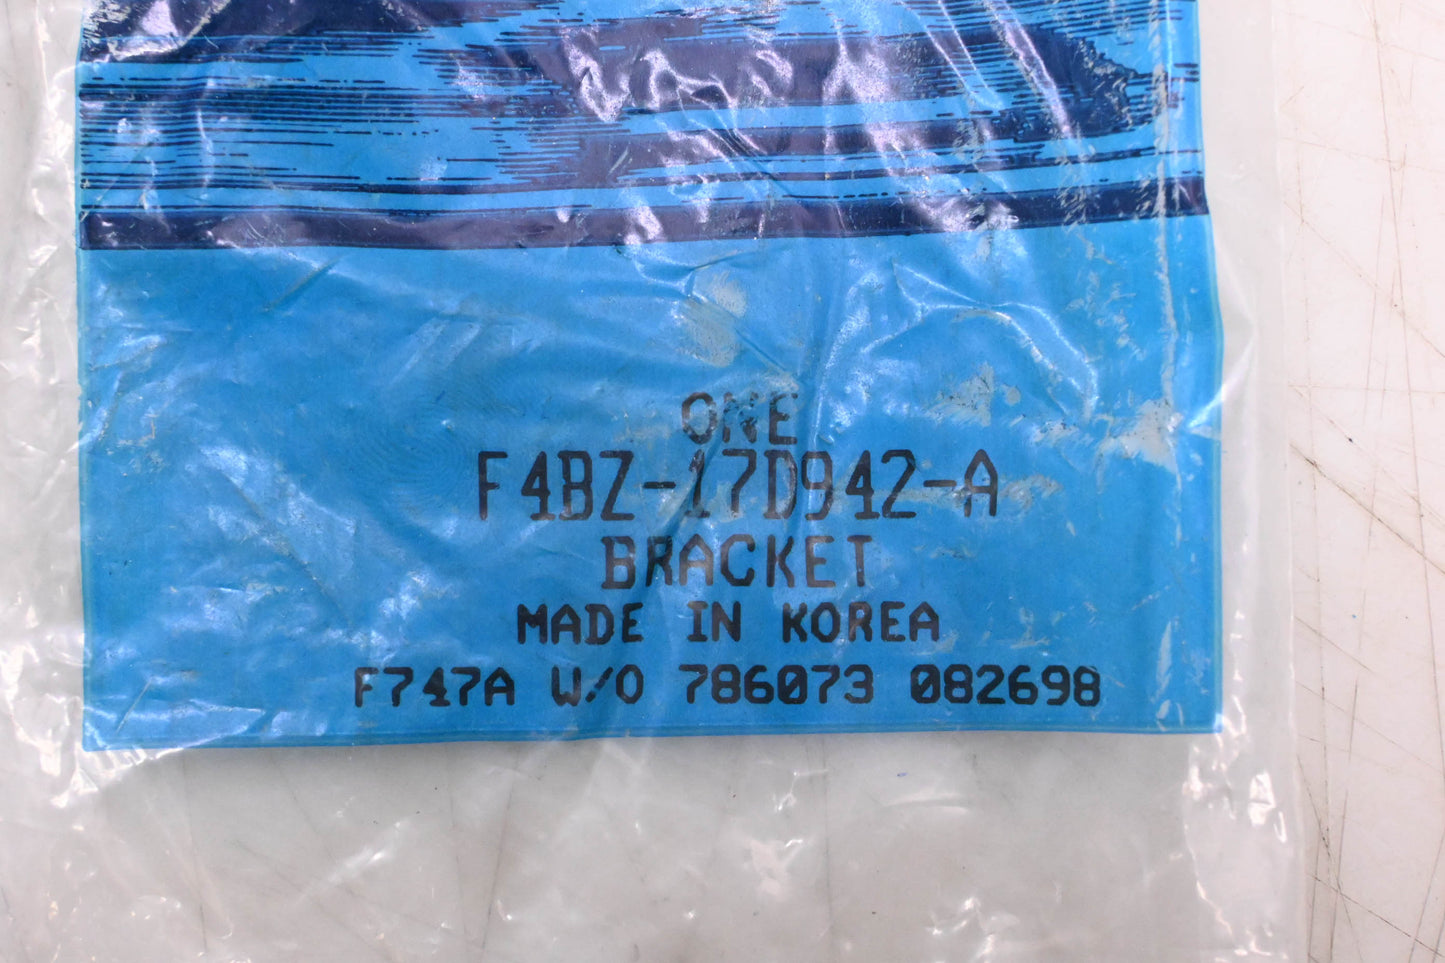 ONE
F4BZ-17D942-A
BRACKET
MADE IN KOREA
F747A W/O 786073 082698